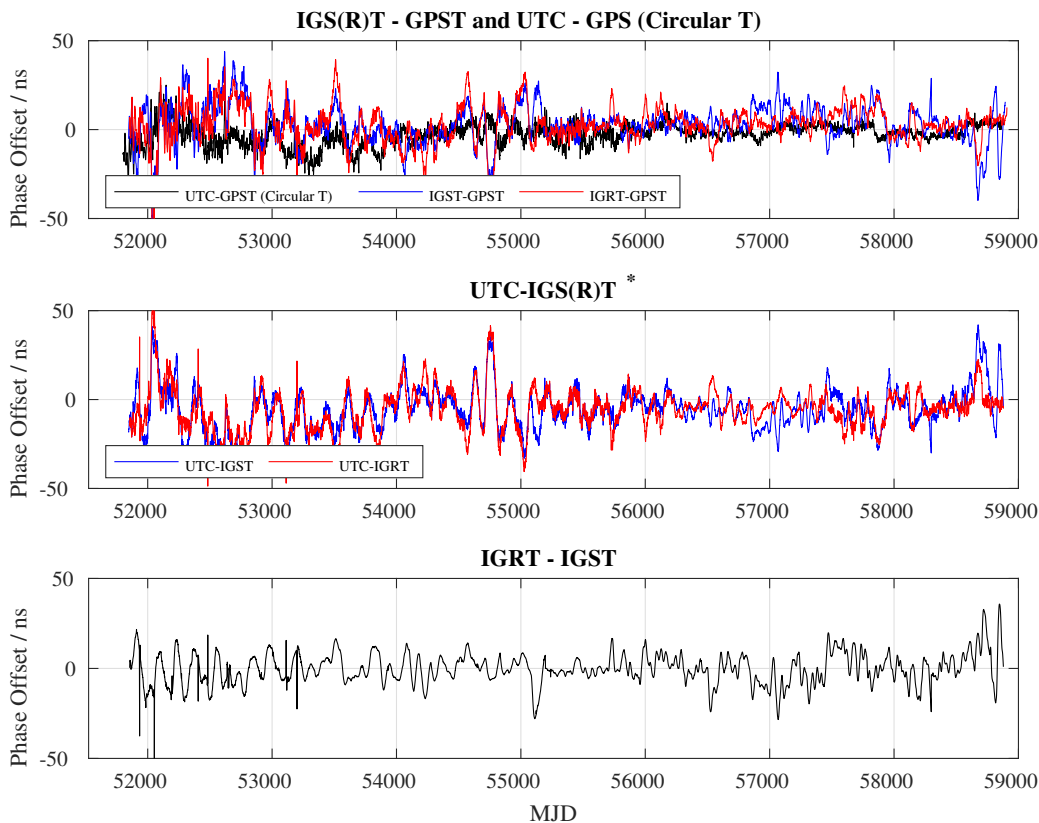 IGS(R)T - GPST and UTC - GPS (Circular T)
50
0
-50
Phase Offset / ns
UTC-GPST (Circular T) IGST-GPST IGRT-GPST
52000 53000 54000 55000 56000 57000 58000 59000
UTC-IGS(R)T *
50
0
-50
Phase Offset / ns
UTC-IGST UTC-IGRT
52000 53000 54000 55000 56000 57000 58000 59000
IGRT - IGST
50
0
-50
Phase Offset / ns
52000 53000 54000 55000 56000 57000 58000 59000
MJD